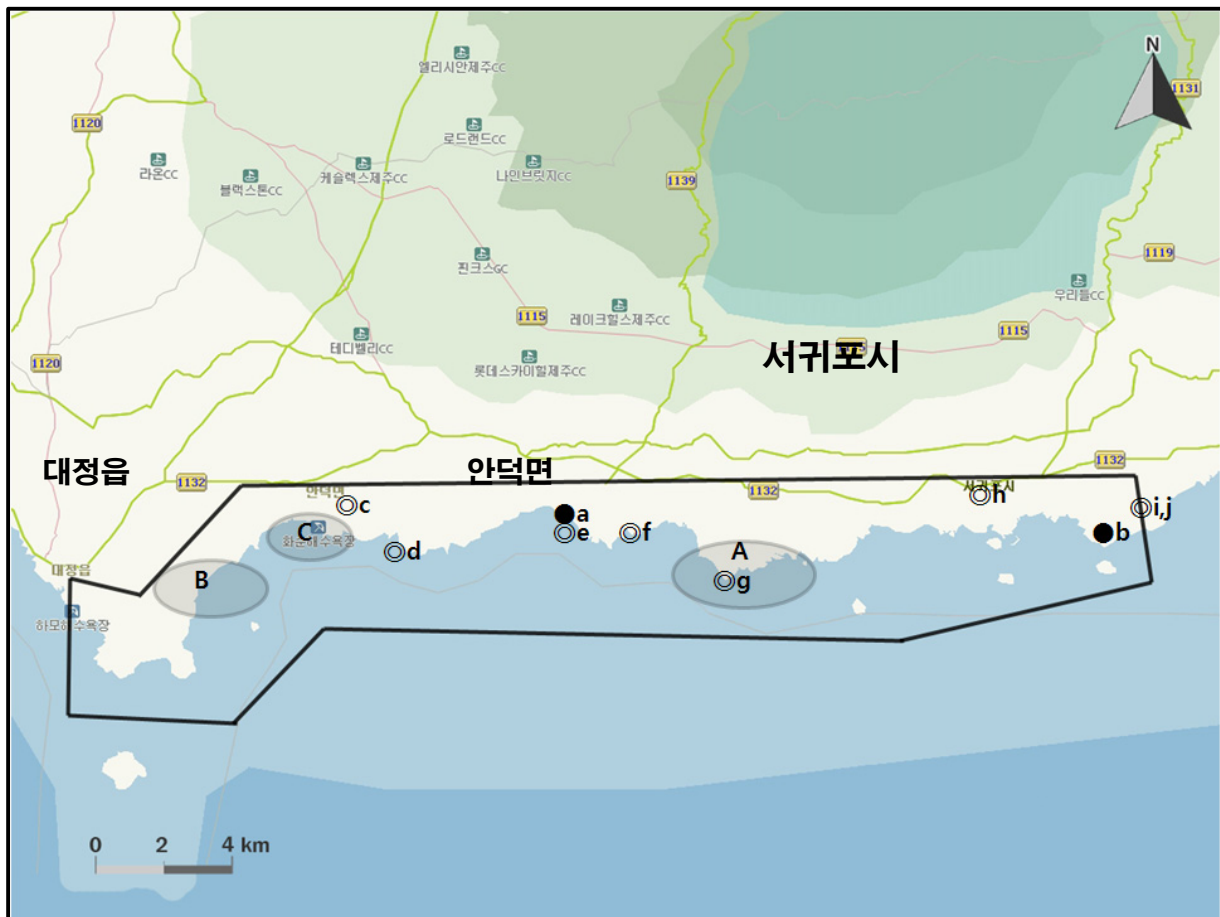 엘리시안제주CC
N
1131
1120
로드랜드CC
라온CC
블랙스톤CC
케슬렉스제주CC
나인브릿지CC
1139
핀크스GC
1119
우리들CC
1115
레이크힐스제주CC
1115
테디벨리CC
1120
롯데스카이힐제주CC
서귀포시
대정읍
안덕면
1132
1132
1132
안덕면
서귀포시
c
a
h
i,j
C
화순해수욕장
e
f
b
d
A
대정읍
B
g
하모해수욕장
0 2 4 km